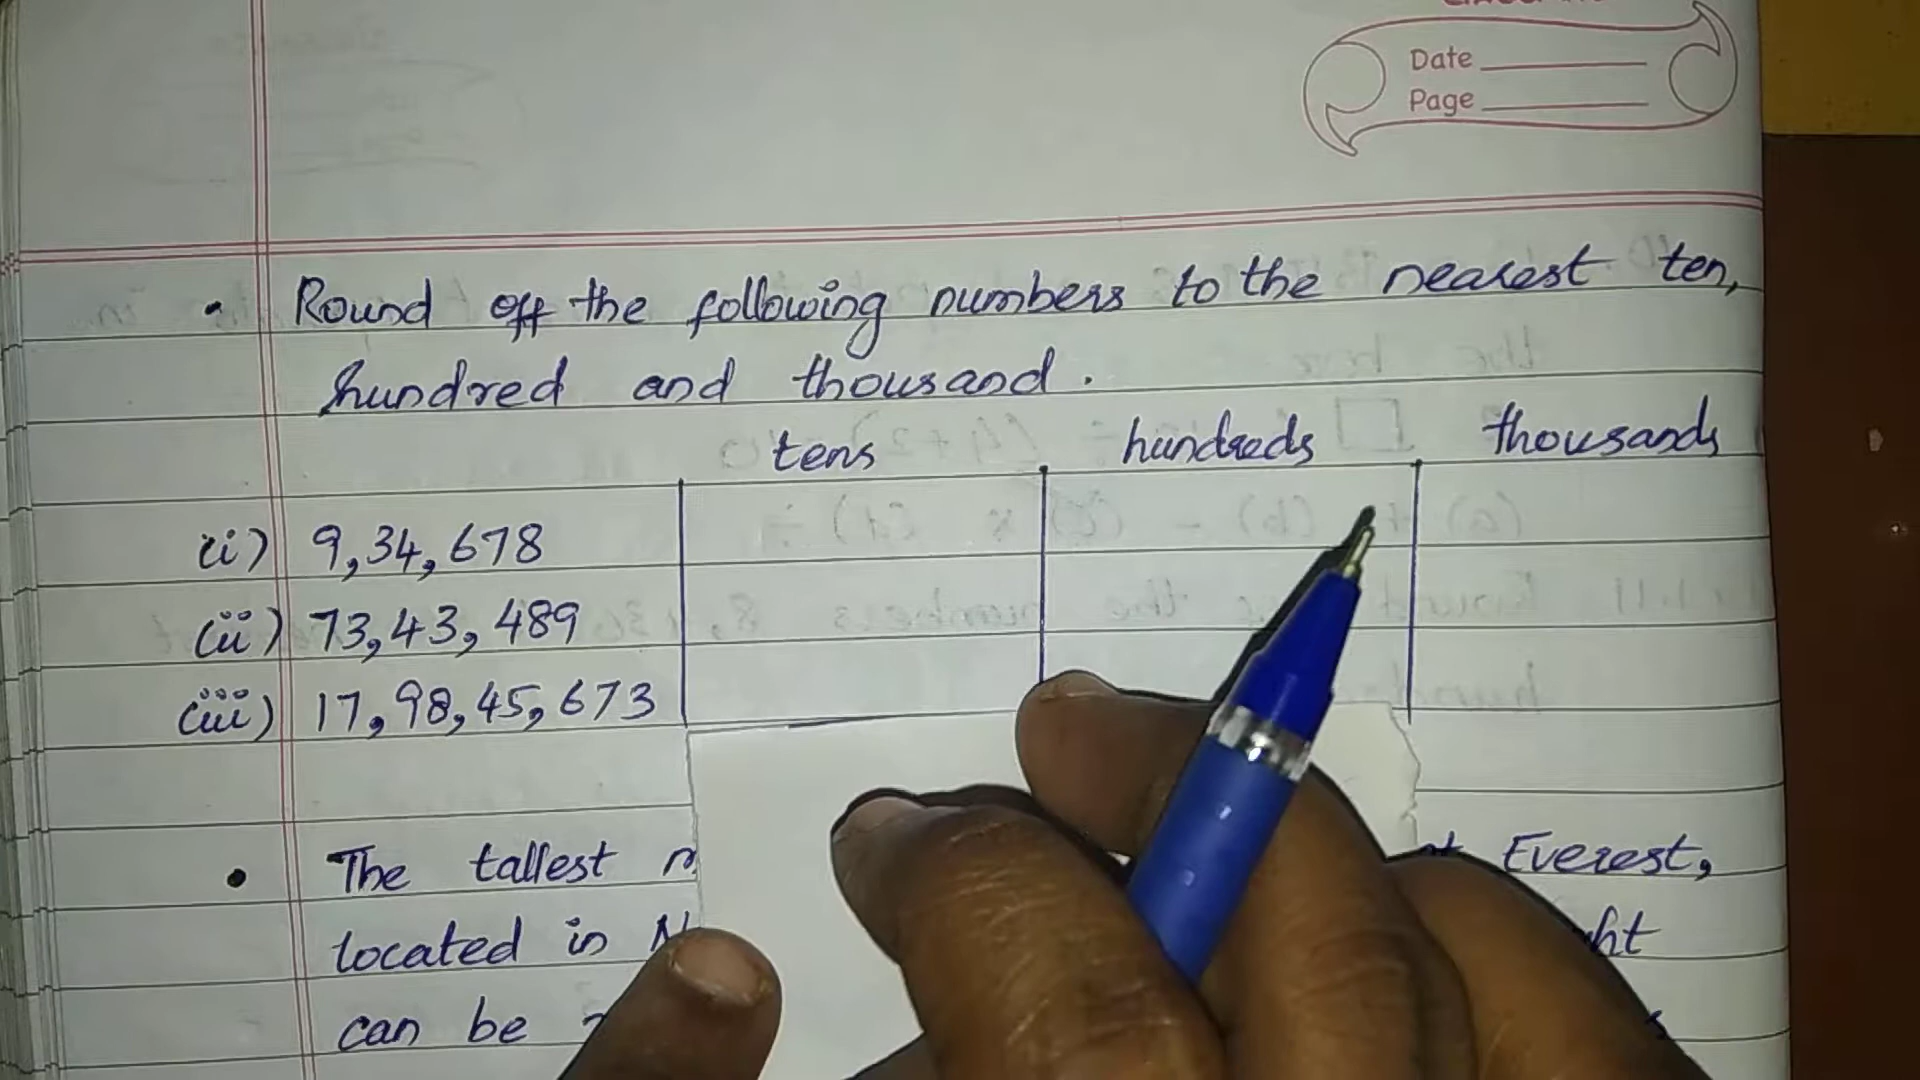 Date
Page
• Round off the following numbers to the nearest ten,
hundred and thousand.
tens hundreds thousands
(i) 9,34,678
(ii) 73,43,489
(iii) 17,98,45,673
• The tallest Everest,
located in
can be